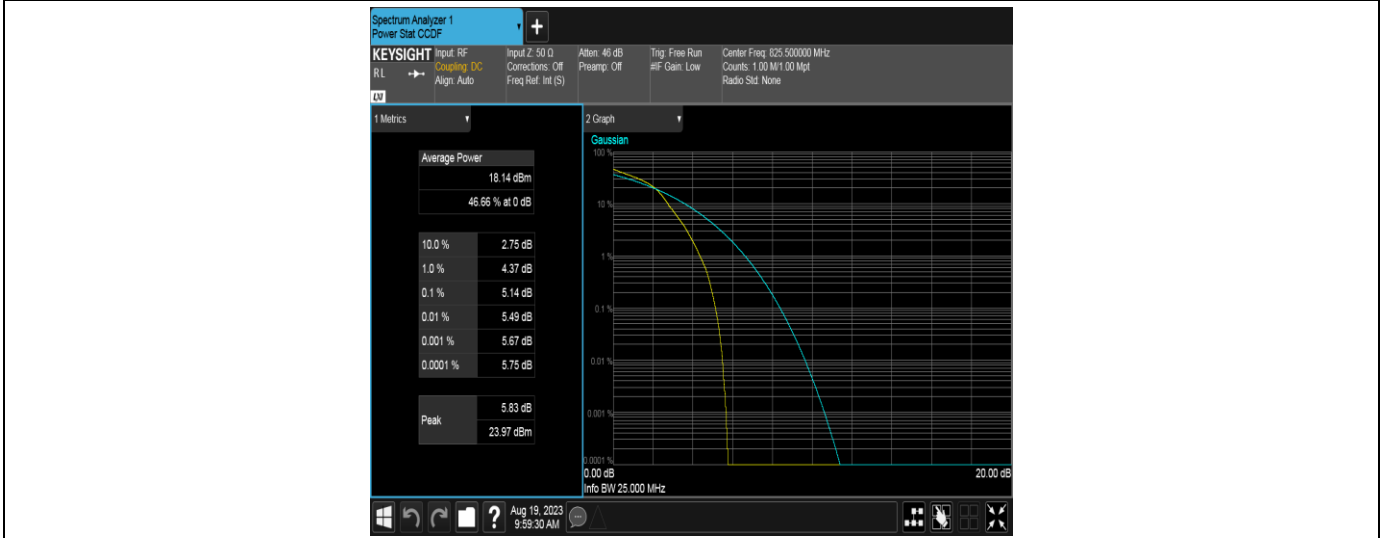 Spectrum Analyzer 1
Power Stat CCDF
+
KEYSIGHT
RL
LXI
Input: RF
Coupling: DC
Align: Auto
Input Z: 50 Ω
Corrections: Off
Freq Ref: Int (S)
Atten: 46 dB
Preamp: Off
Trig: Free Run
#IF Gain: Low
Center Freq: 825.500000 MHz
Counts: 1.00 M/1.00 Mpt
Radio Std: None
1 Metrics
Average Power
18.14 dBm
46.66 % at 0 dB
10.0 % 2.75 dB
1.0 % 4.37 dB
0.1 % 5.14 dB
0.01 % 5.49 dB
0.001 % 5.67 dB
0.0001 % 5.75 dB
Peak
5.83 dB
23.97 dBm
2 Graph
Gaussian
100 %
10 %
1 %
0.1 %
0.01 %
0.001 %
0.0001 %
0.00 dB 20.00 dB
Info BW 25.000 MHz
?
Aug 19, 2023
9:59:30 AM